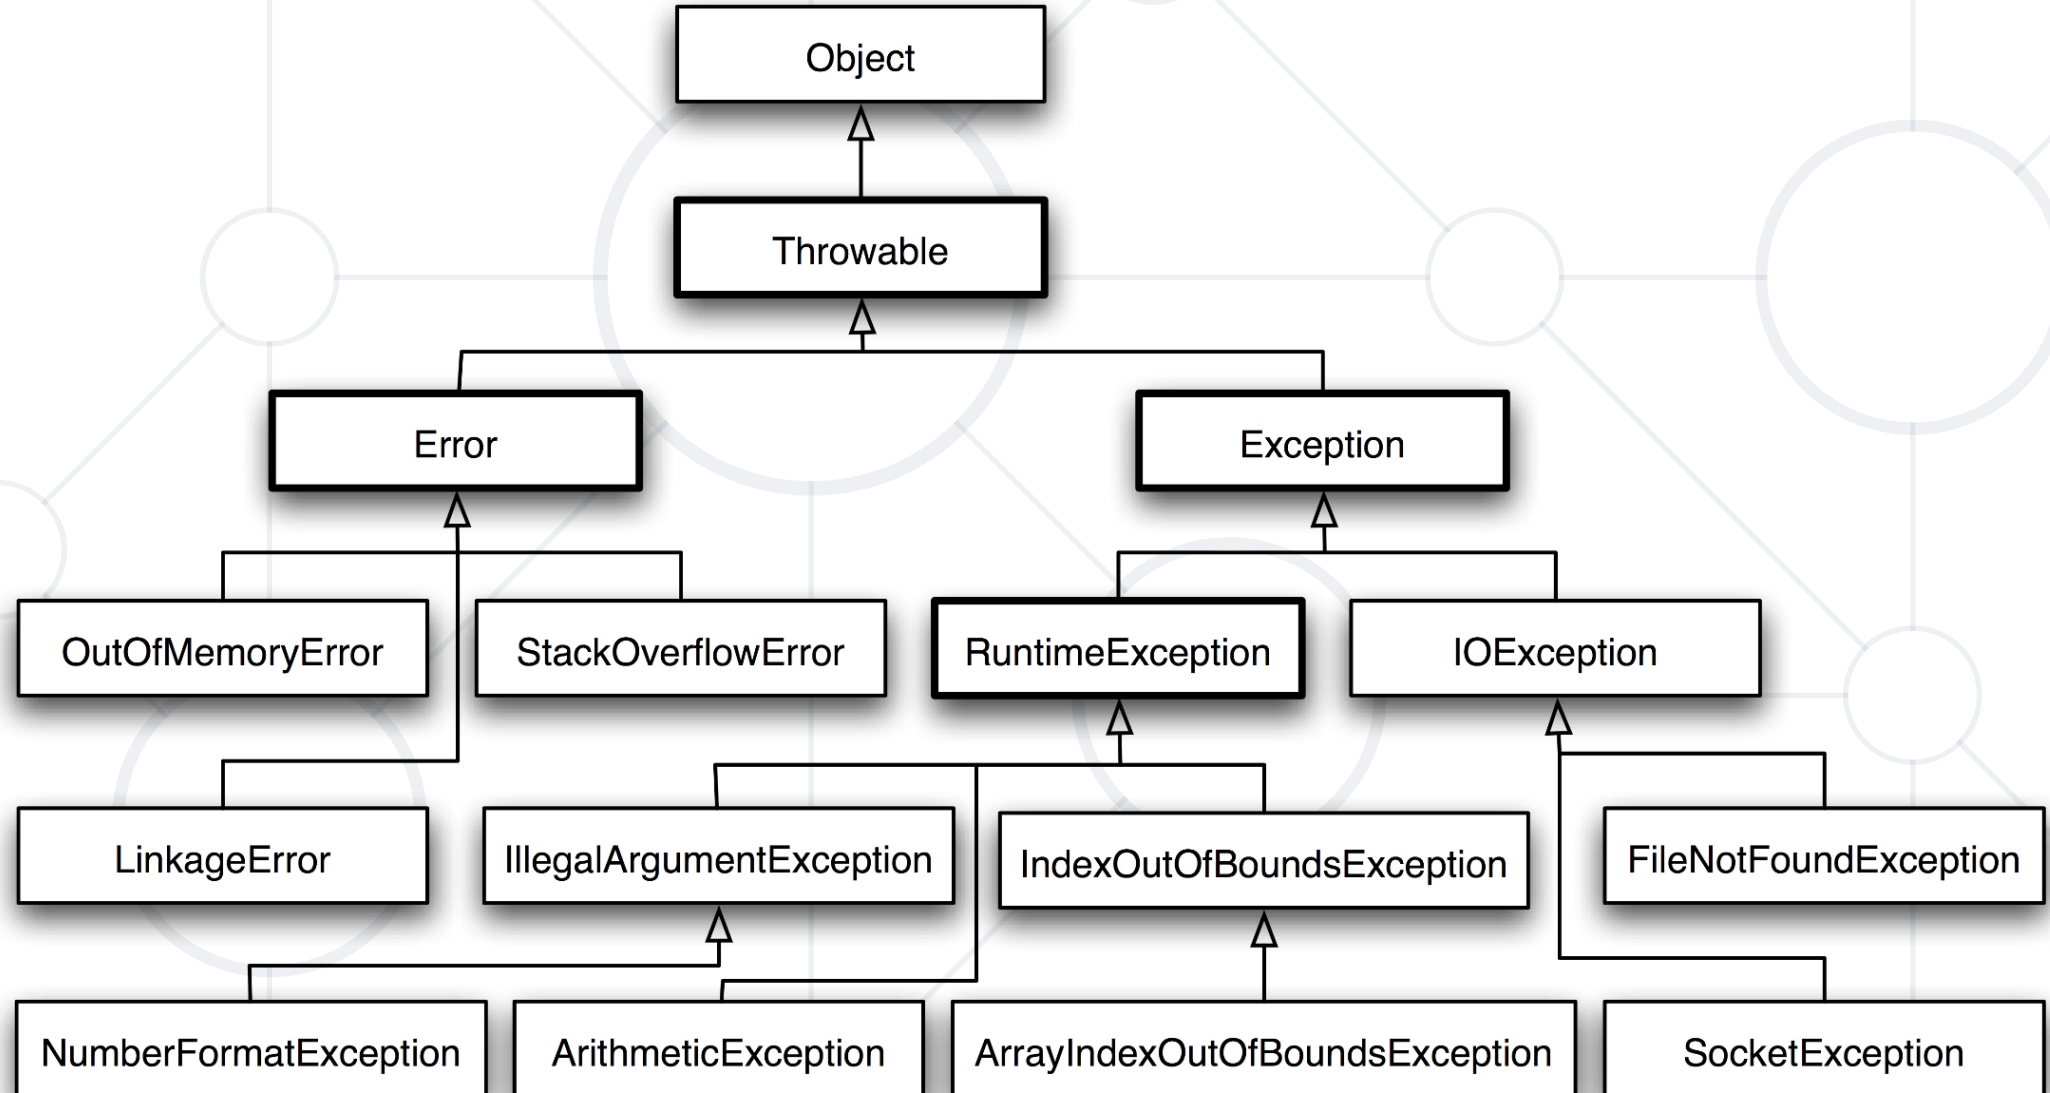 Object
Throwable
Error
Exception
OutOfMemoryError
StackOverflowError
RuntimeException
IOException
LinkageError
IllegalArgumentException
IndexOutOfBoundsException
FileNotFoundException
NumberFormatException
ArithmeticException
ArrayIndexOutOfBoundsException
SocketException